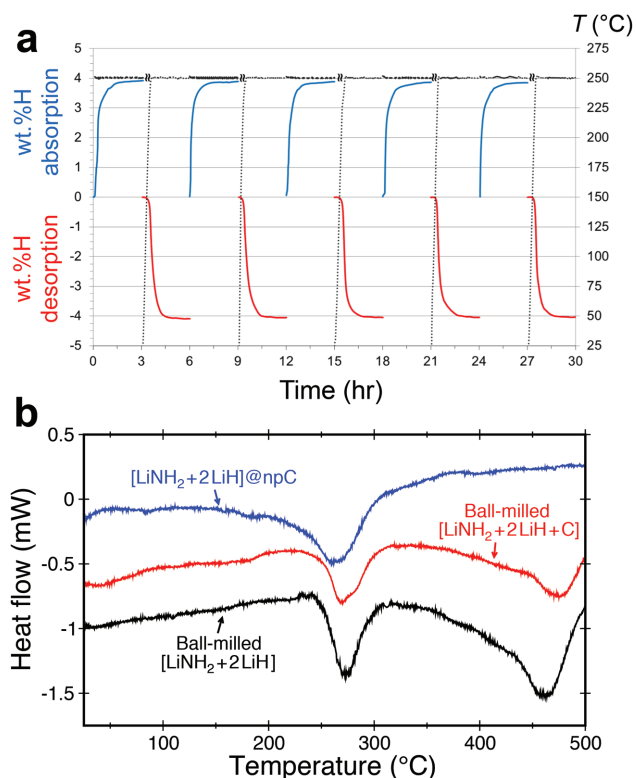 a
T (°C)
5
4
3
2
1
0
-1
-2
-3
-4
-5
wt.%H
absorption
wt.%H
desorption
275
250
225
200
175
150
125
100
75
50
25
0 3 6 9 12 15 18 21 24 27 30
Time (hr)
b
0.5
0
-0.5
-1
-1.5
Heat flow (mW)
[LiNH2+2LiH]@npC
Ball-milled
[LiNH2+2LiH+C]
Ball-milled
[LiNH2+2LiH]
100 200 300 400 500
Temperature (°C)